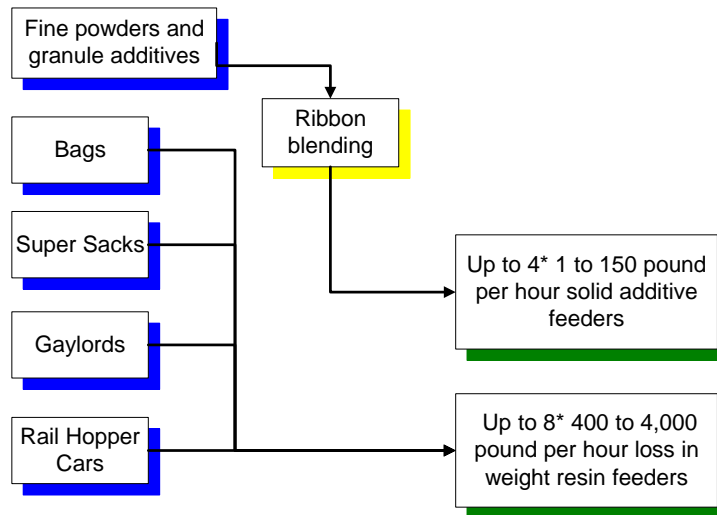 Fine powders and
granule additives
Ribbon
blending
Bags
Super Sacks
Up to 4* 1 to 150 pound
per hour solid additive
feeders
Gaylords
Rail Hopper
Cars
Up to 8* 400 to 4,000
pound per hour loss in
weight resin feeders